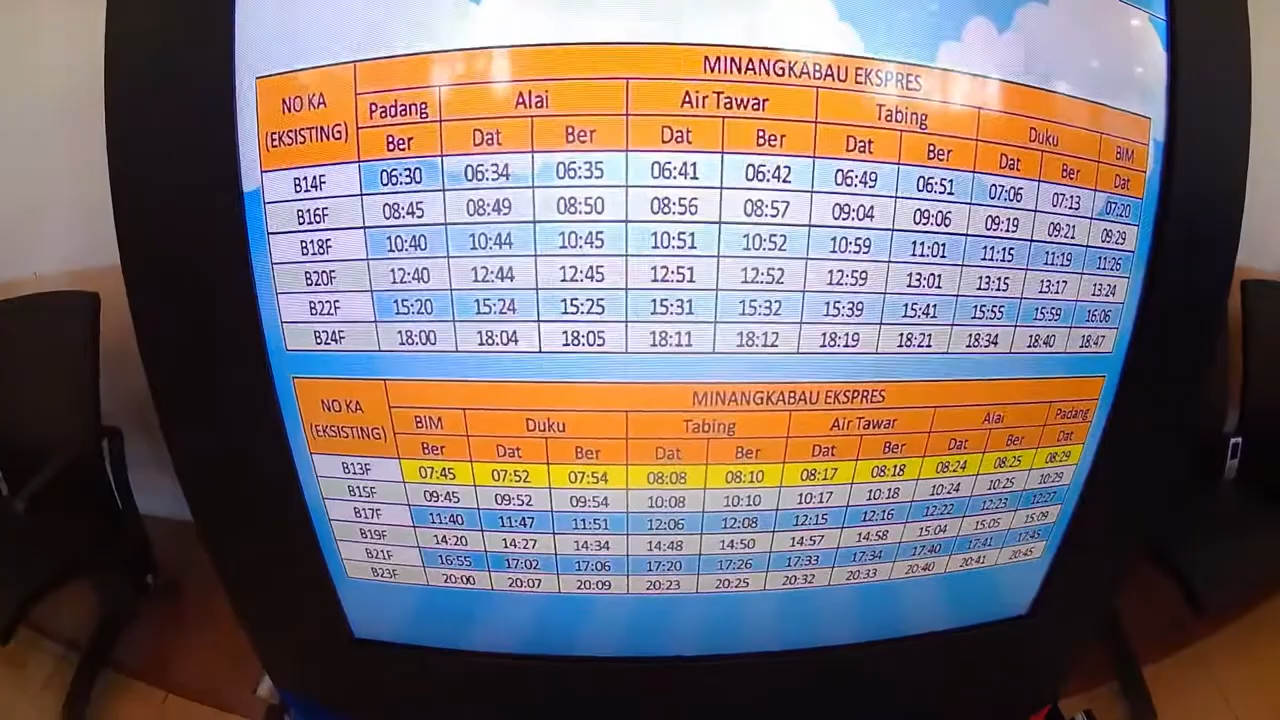 MINANGKABAU EKSPRES
NO KA (EKSISTING) Padang Alai Air Tawar Tabing Duku BIM
Ber Dat Ber Dat Ber Dat Ber Dat Ber Dat
B14F 06:30 06:34 06:35 06:41 06:42 06:49 06:51 07:06 07:13 07:20
B16F 08:45 08:49 08:50 08:56 08:57 09:04 09:06 09:19 09:21 09:29
B18F 10:40 10:44 10:45 10:51 10:52 10:59 11:01 11:15 11:19 11:26
B20F 12:40 12:44 12:45 12:51 12:52 12:59 13:01 13:15 13:17 13:24
B22F 15:20 15:24 15:25 15:31 15:32 15:39 15:41 15:55 15:59 16:06
B24F 18:00 18:04 18:05 18:11 18:12 18:19 18:21 18:34 18:40 18:47
MINANGKABAU EKSPRES
NO KA (EKSISTING) BIM Duku Tabing Air Tawar Alai Padang
Ber Dat Ber Dat Ber Dat Ber Dat Ber Dat
B13F 07:45 07:52 07:54 08:08 08:10 08:17 08:18 08:24 08:25 08:29
B15F 09:45 09:52 09:54 10:08 10:10 10:17 10:18 10:24 10:25 10:29
B17F 11:40 11:47 11:51 12:06 12:08 12:15 12:16 12:22 12:23 12:27
B19F 14:20 14:27 14:34 14:48 14:50 14:57 14:58 15:04 15:05 15:09
B21F 16:55 17:02 17:06 17:20 17:26 17:33 17:34 17:40 17:41 17:45
B23F 20:00 20:07 20:09 20:23 20:25 20:32 20:33 20:40 20:41 20:45